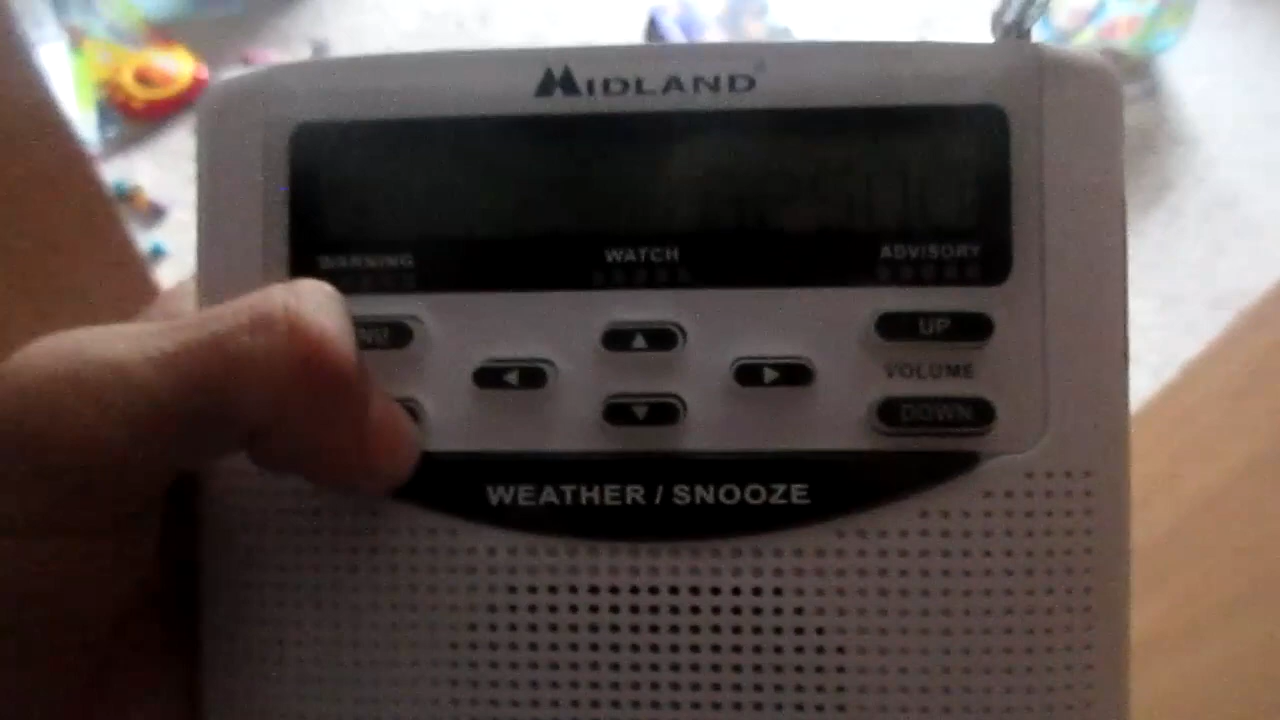 MIDLAND
WARNING WATCH ADVISORY
UP
VOLUME
DOWN
WEATHER / SNOOZE